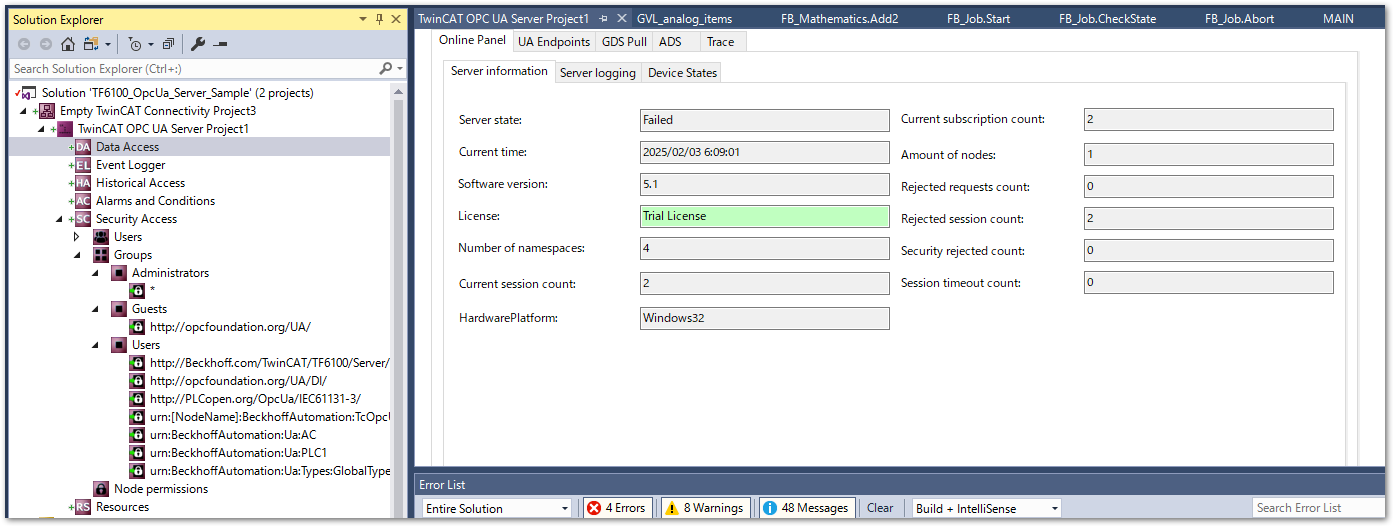 Solution Explorer
Search Solution Explorer (Ctrl+:)
Solution 'TF6100_OpcUa_Server_Sample' (2 projects)
Empty TwinCAT Connectivity Project3
TwinCAT OPC UA Server Project1
DA Data Access
EL Event Logger
HA Historical Access
AC Alarms and Conditions
SC Security Access
Users
Groups
Administrators
*
Guests
http://opcfoundation.org/UA/
Users
http://Beckhoff.com/TwinCAT/TF6100/Server/
http://opcfoundation.org/UA/DI/
http://PLCopen.org/OpcUa/IEC61131-3/
urn:[NodeName]:BeckhoffAutomation:TcOpcU
urn:BeckhoffAutomation:Ua:AC
urn:BeckhoffAutomation:Ua:PLC1
urn:BeckhoffAutomation:Ua:Types:GlobalType
Node permissions
RS Resources
TwinCAT OPC UA Server Project1 GVL_analog_items FB_Mathematics.Add2 FB_Job.Start FB_Job.CheckState FB_Job.Abort MAIN
Online Panel UA Endpoints GDS Pull ADS Trace
Server information Server logging Device States
Server state: Failed
Current time: 2025/02/03 6:09:01
Software version: 5.1
License: Trial License
Number of namespaces: 4
Current session count: 2
HardwarePlatform: Windows32
Current subscription count: 2
Amount of nodes: 1
Rejected requests count: 0
Rejected session count: 2
Security rejected count: 0
Session timeout count: 0
Error List
Entire Solution 4 Errors 8 Warnings 48 Messages Clear Build + IntelliSense Search Error List